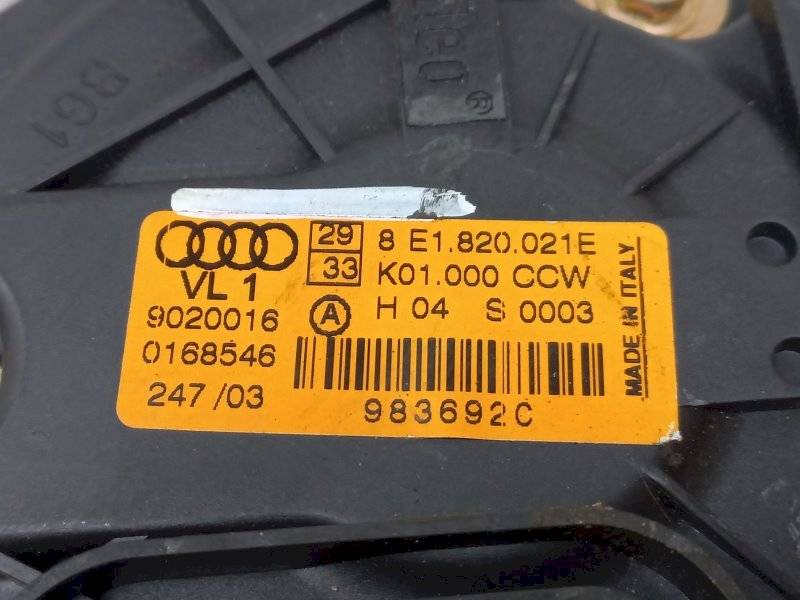 BG1
®
29
33
8 E1.820.021E
K01.000 CCW
VL 1
9020016
A
H 04 S 0003
0168546
247 /03
983692C
MADE IN ITALY